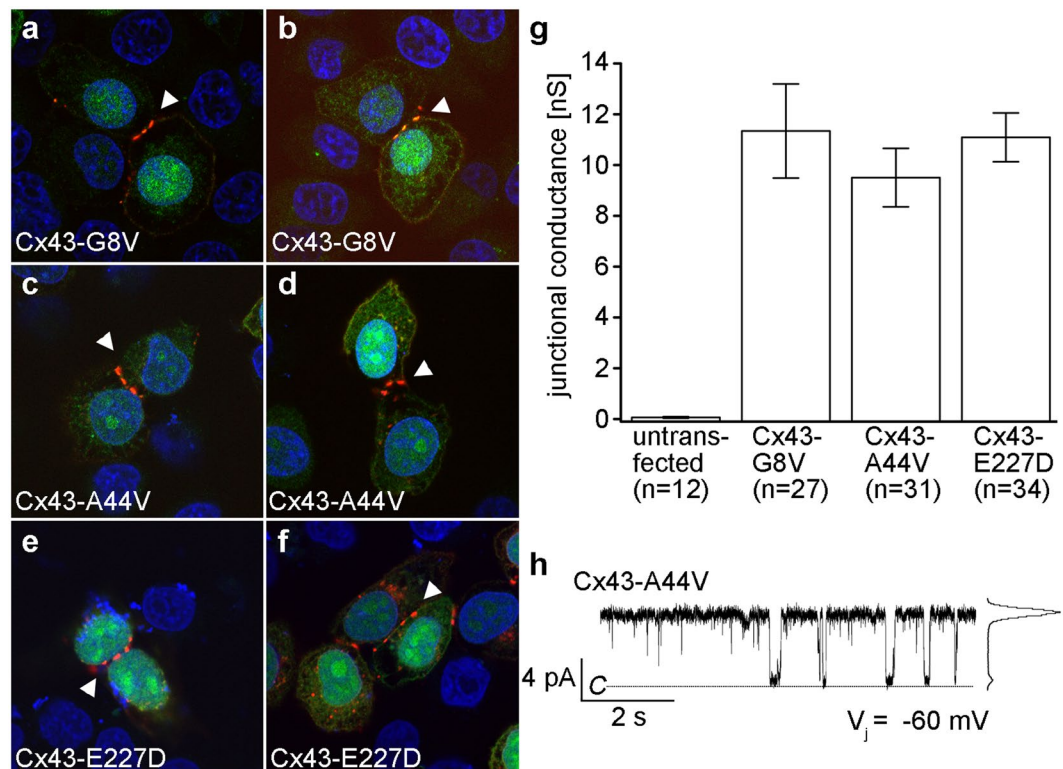 a
Cx43-G8V
b
Cx43-G8V
c
Cx43-A44V
d
Cx43-A44V
e
Cx43-E227D
f
Cx43-E227D
g
junctional conductance [nS]
14
12
10
8
6
4
2
0
untrans-
fected
(n=12)
Cx43-
G8V
(n=27)
Cx43-
A44V
(n=31)
Cx43-
E227D
(n=34)
h
Cx43-A44V
4 pA
C
2 s
Vj = -60 mV